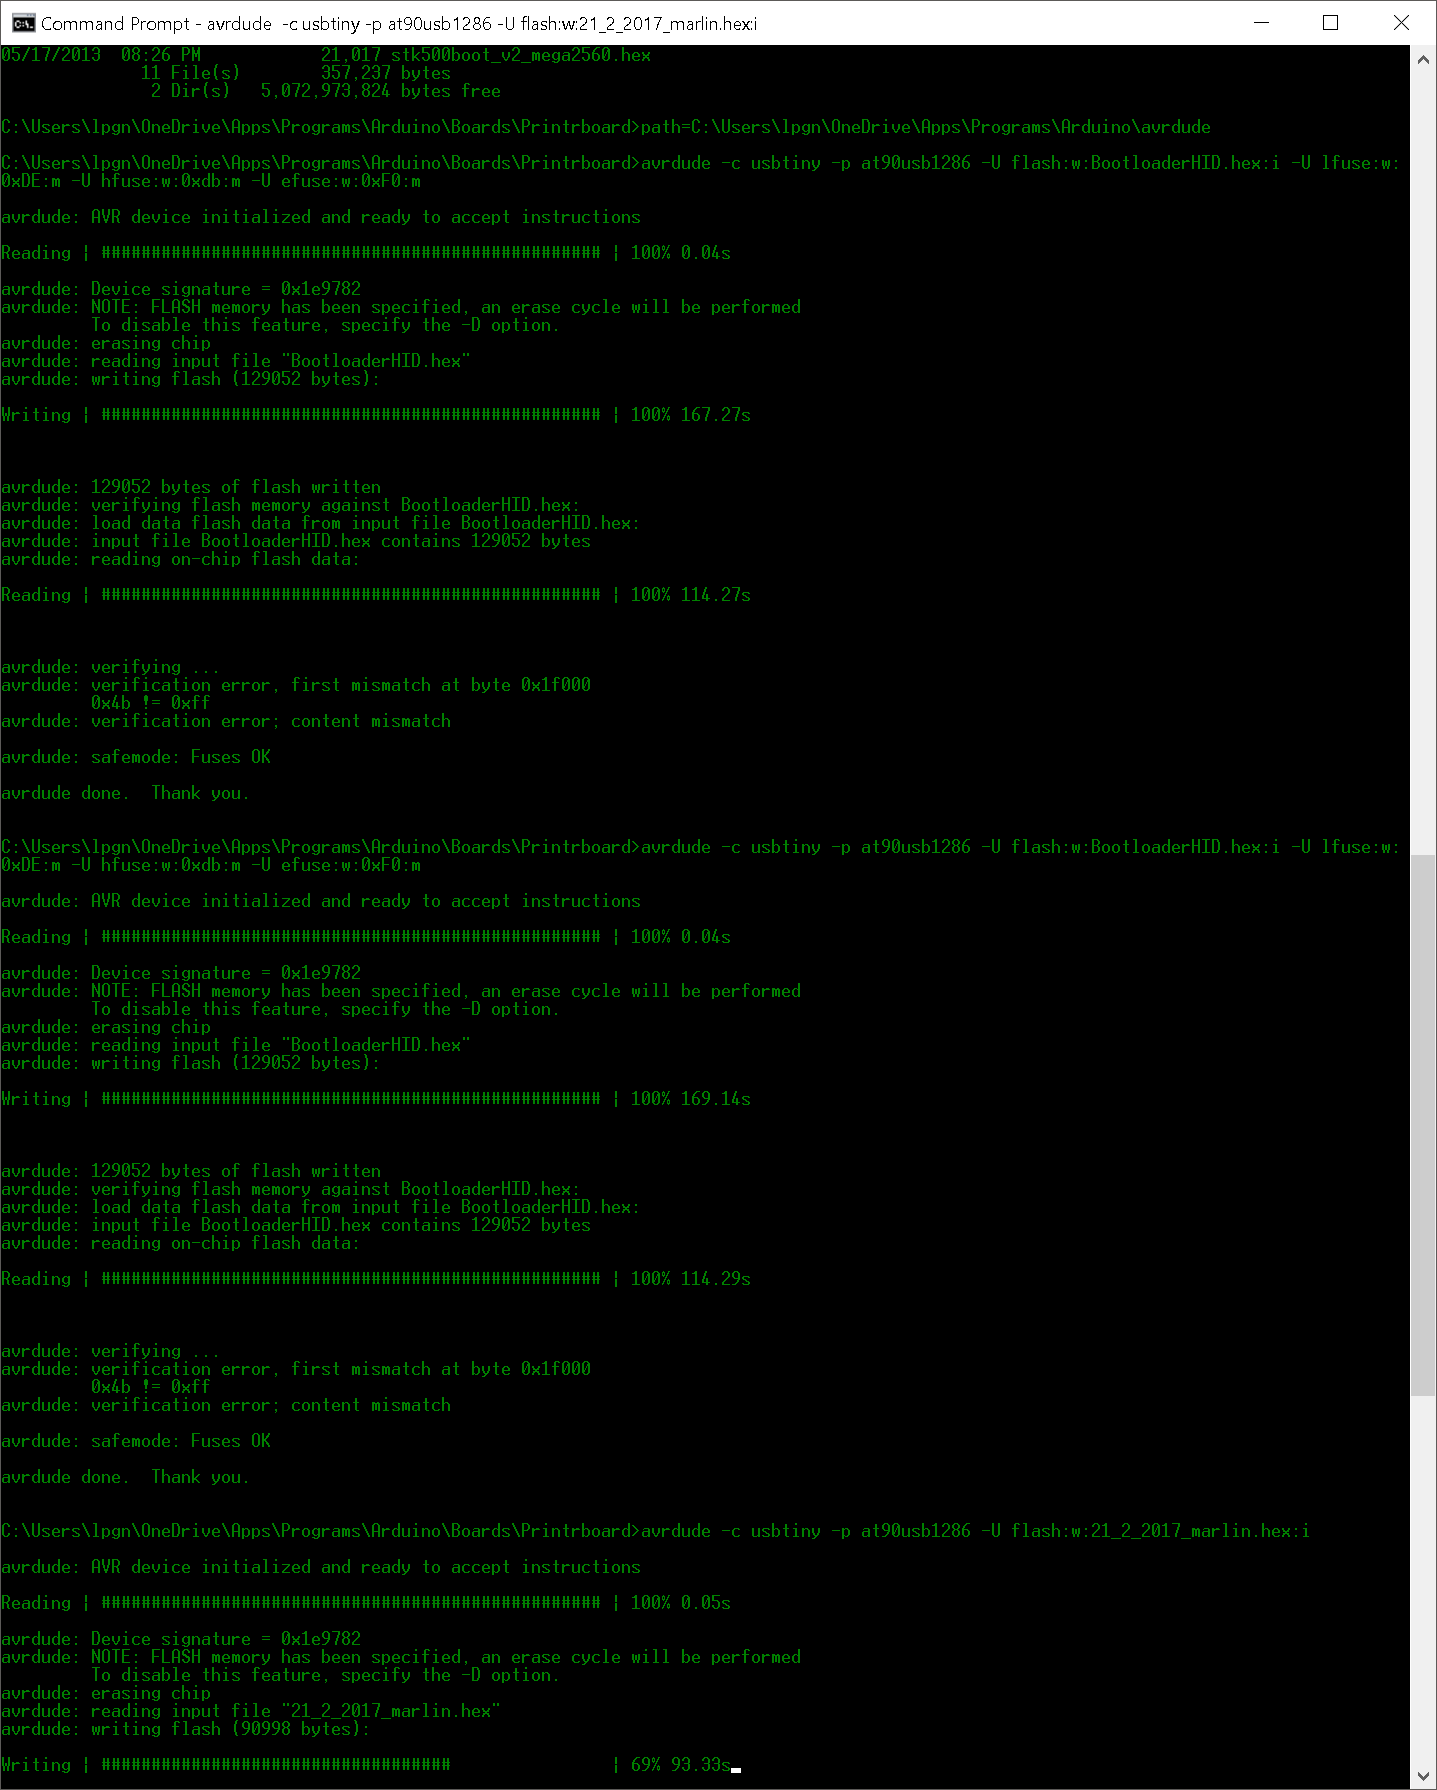 Command Prompt - avrdude  -c usbtiny -p at90usb1286 -U flash:w:21_2_2017_marlin.hex:i
05/17/2013  08:26 PM            21,017 stk500boot_v2_mega2560.hex
              11 File(s)        357,237 bytes
               2 Dir(s)   5,072,973,824 bytes free
C:\Users\lpgn\OneDrive\Apps\Programs\Arduino\Boards\Printrboard>path=C:\Users\lpgn\OneDrive\Apps\Programs\Arduino\avrdude
C:\Users\lpgn\OneDrive\Apps\Programs\Arduino\Boards\Printrboard>avrdude -c usbtiny -p at90usb1286 -U flash:w:BootloaderHID.hex:i -U lfuse:w:
0xDE:m -U hfuse:w:0xdb:m -U efuse:w:0xF0:m
avrdude: AVR device initialized and ready to accept instructions
Reading | ################################################## | 100% 0.04s
avrdude: Device signature = 0x1e9782
avrdude: NOTE: FLASH memory has been specified, an erase cycle will be performed
         To disable this feature, specify the -D option.
avrdude: erasing chip
avrdude: reading input file "BootloaderHID.hex"
avrdude: writing flash (129052 bytes):
Writing | ################################################## | 100% 167.27s
avrdude: 129052 bytes of flash written
avrdude: verifying flash memory against BootloaderHID.hex:
avrdude: load data flash data from input file BootloaderHID.hex:
avrdude: input file BootloaderHID.hex contains 129052 bytes
avrdude: reading on-chip flash data:
Reading | ################################################## | 100% 114.27s
avrdude: verifying ...
avrdude: verification error, first mismatch at byte 0x1f000
         0x4b != 0xff
avrdude: verification error; content mismatch
avrdude: safemode: Fuses OK
avrdude done.  Thank you.
C:\Users\lpgn\OneDrive\Apps\Programs\Arduino\Boards\Printrboard>avrdude -c usbtiny -p at90usb1286 -U flash:w:BootloaderHID.hex:i -U lfuse:w:
0xDE:m -U hfuse:w:0xdb:m -U efuse:w:0xF0:m
avrdude: AVR device initialized and ready to accept instructions
Reading | ################################################## | 100% 0.04s
avrdude: Device signature = 0x1e9782
avrdude: NOTE: FLASH memory has been specified, an erase cycle will be performed
         To disable this feature, specify the -D option.
avrdude: erasing chip
avrdude: reading input file "BootloaderHID.hex"
avrdude: writing flash (129052 bytes):
Writing | ################################################## | 100% 169.14s
avrdude: 129052 bytes of flash written
avrdude: verifying flash memory against BootloaderHID.hex:
avrdude: load data flash data from input file BootloaderHID.hex:
avrdude: input file BootloaderHID.hex contains 129052 bytes
avrdude: reading on-chip flash data:
Reading | ################################################## | 100% 114.29s
avrdude: verifying ...
avrdude: verification error, first mismatch at byte 0x1f000
         0x4b != 0xff
avrdude: verification error; content mismatch
avrdude: safemode: Fuses OK
avrdude done.  Thank you.
C:\Users\lpgn\OneDrive\Apps\Programs\Arduino\Boards\Printrboard>avrdude -c usbtiny -p at90usb1286 -U flash:w:21_2_2017_marlin.hex:i
avrdude: AVR device initialized and ready to accept instructions
Reading | ################################################## | 100% 0.05s
avrdude: Device signature = 0x1e9782
avrdude: NOTE: FLASH memory has been specified, an erase cycle will be performed
         To disable this feature, specify the -D option.
avrdude: erasing chip
avrdude: reading input file "21_2_2017_marlin.hex"
avrdude: writing flash (90998 bytes):
Writing | ###################################                | 69% 93.33s